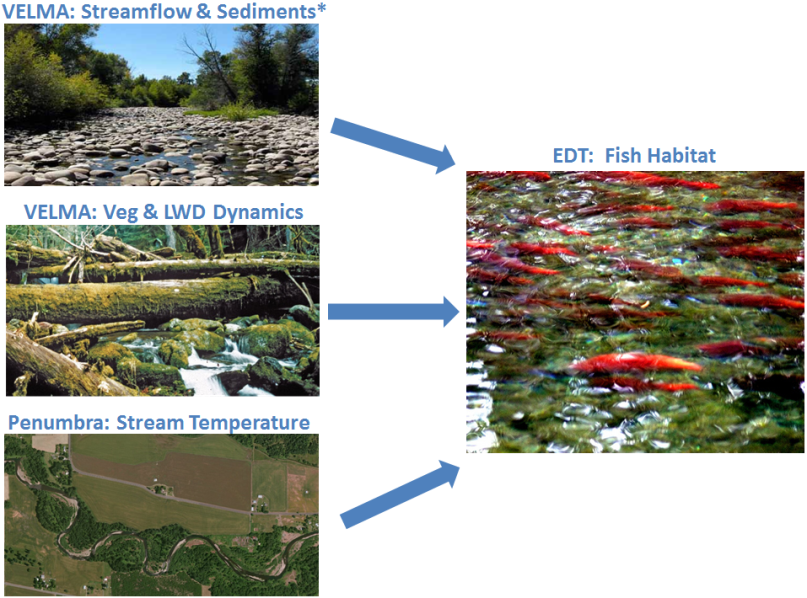 VELMA: Streamflow & Sediments*
VELMA: Veg & LWD Dynamics
Penumbra: Stream Temperature
EDT: Fish Habitat